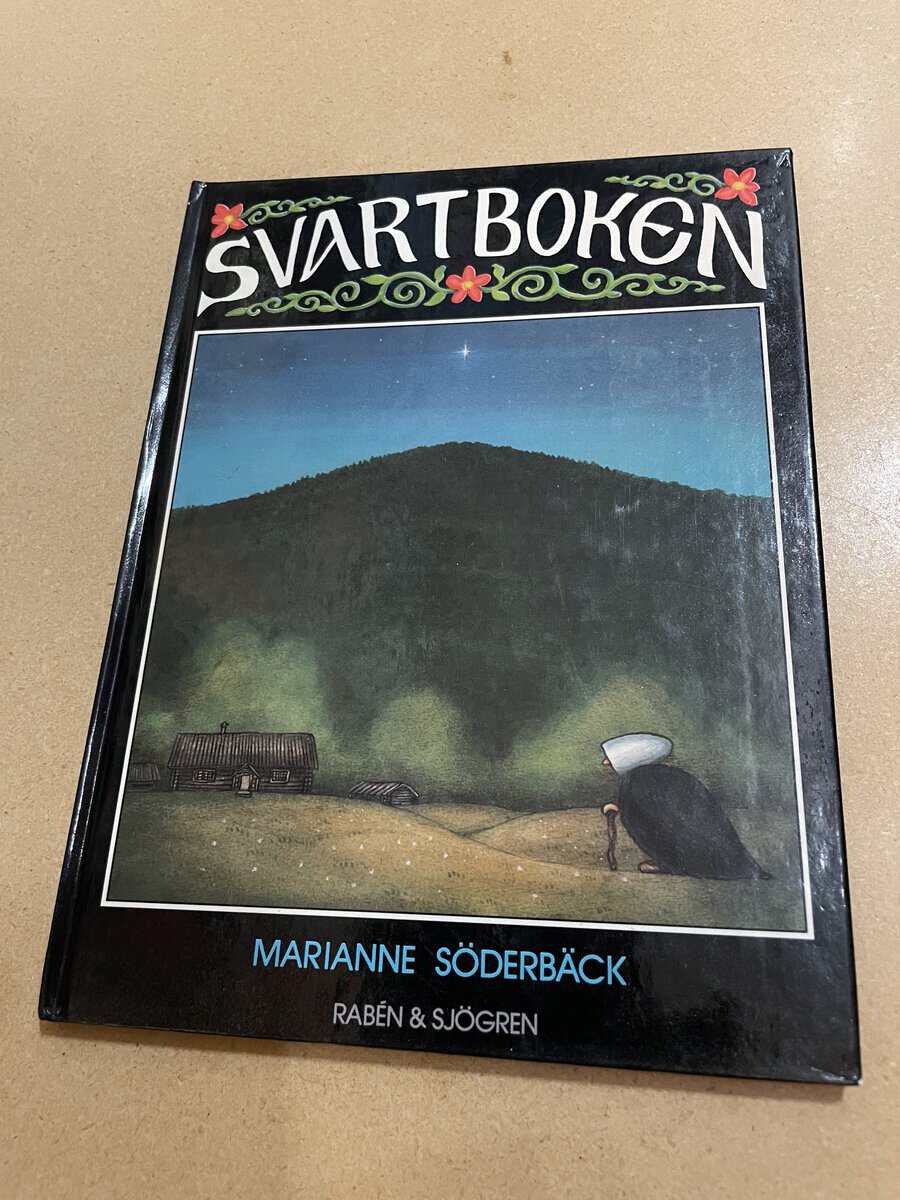 SVARTBOKEN
MARIANNE SÖDERBÄCK
RABÉN & SJÖGREN